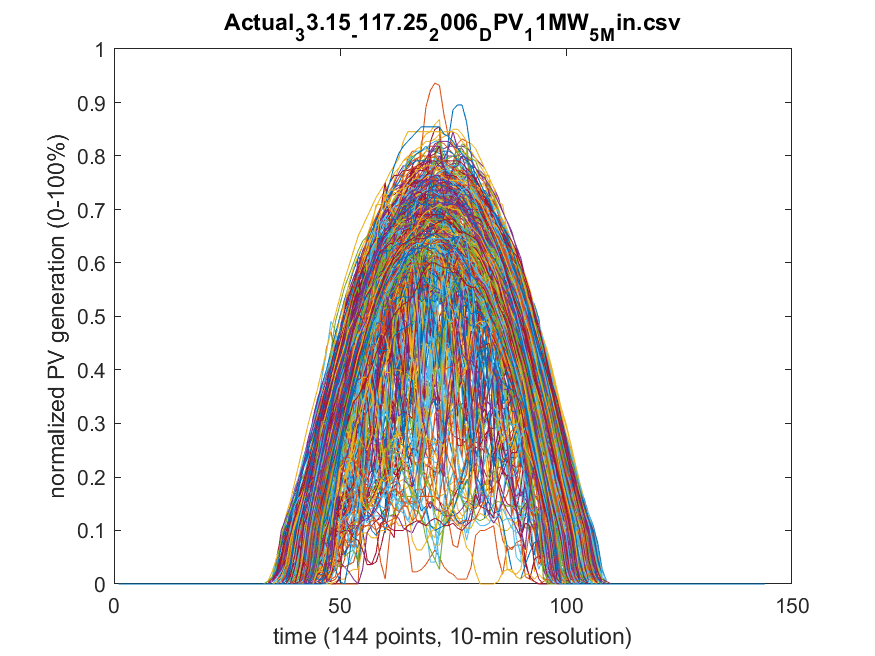 Actual33.15-117.252006DPV11MW5Min.csv
normalized PV generation (0-100%)
1
0.9
0.8
0.7
0.6
0.5
0.4
0.3
0.2
0.1
0
0 50 100 150
time (144 points, 10-min resolution)